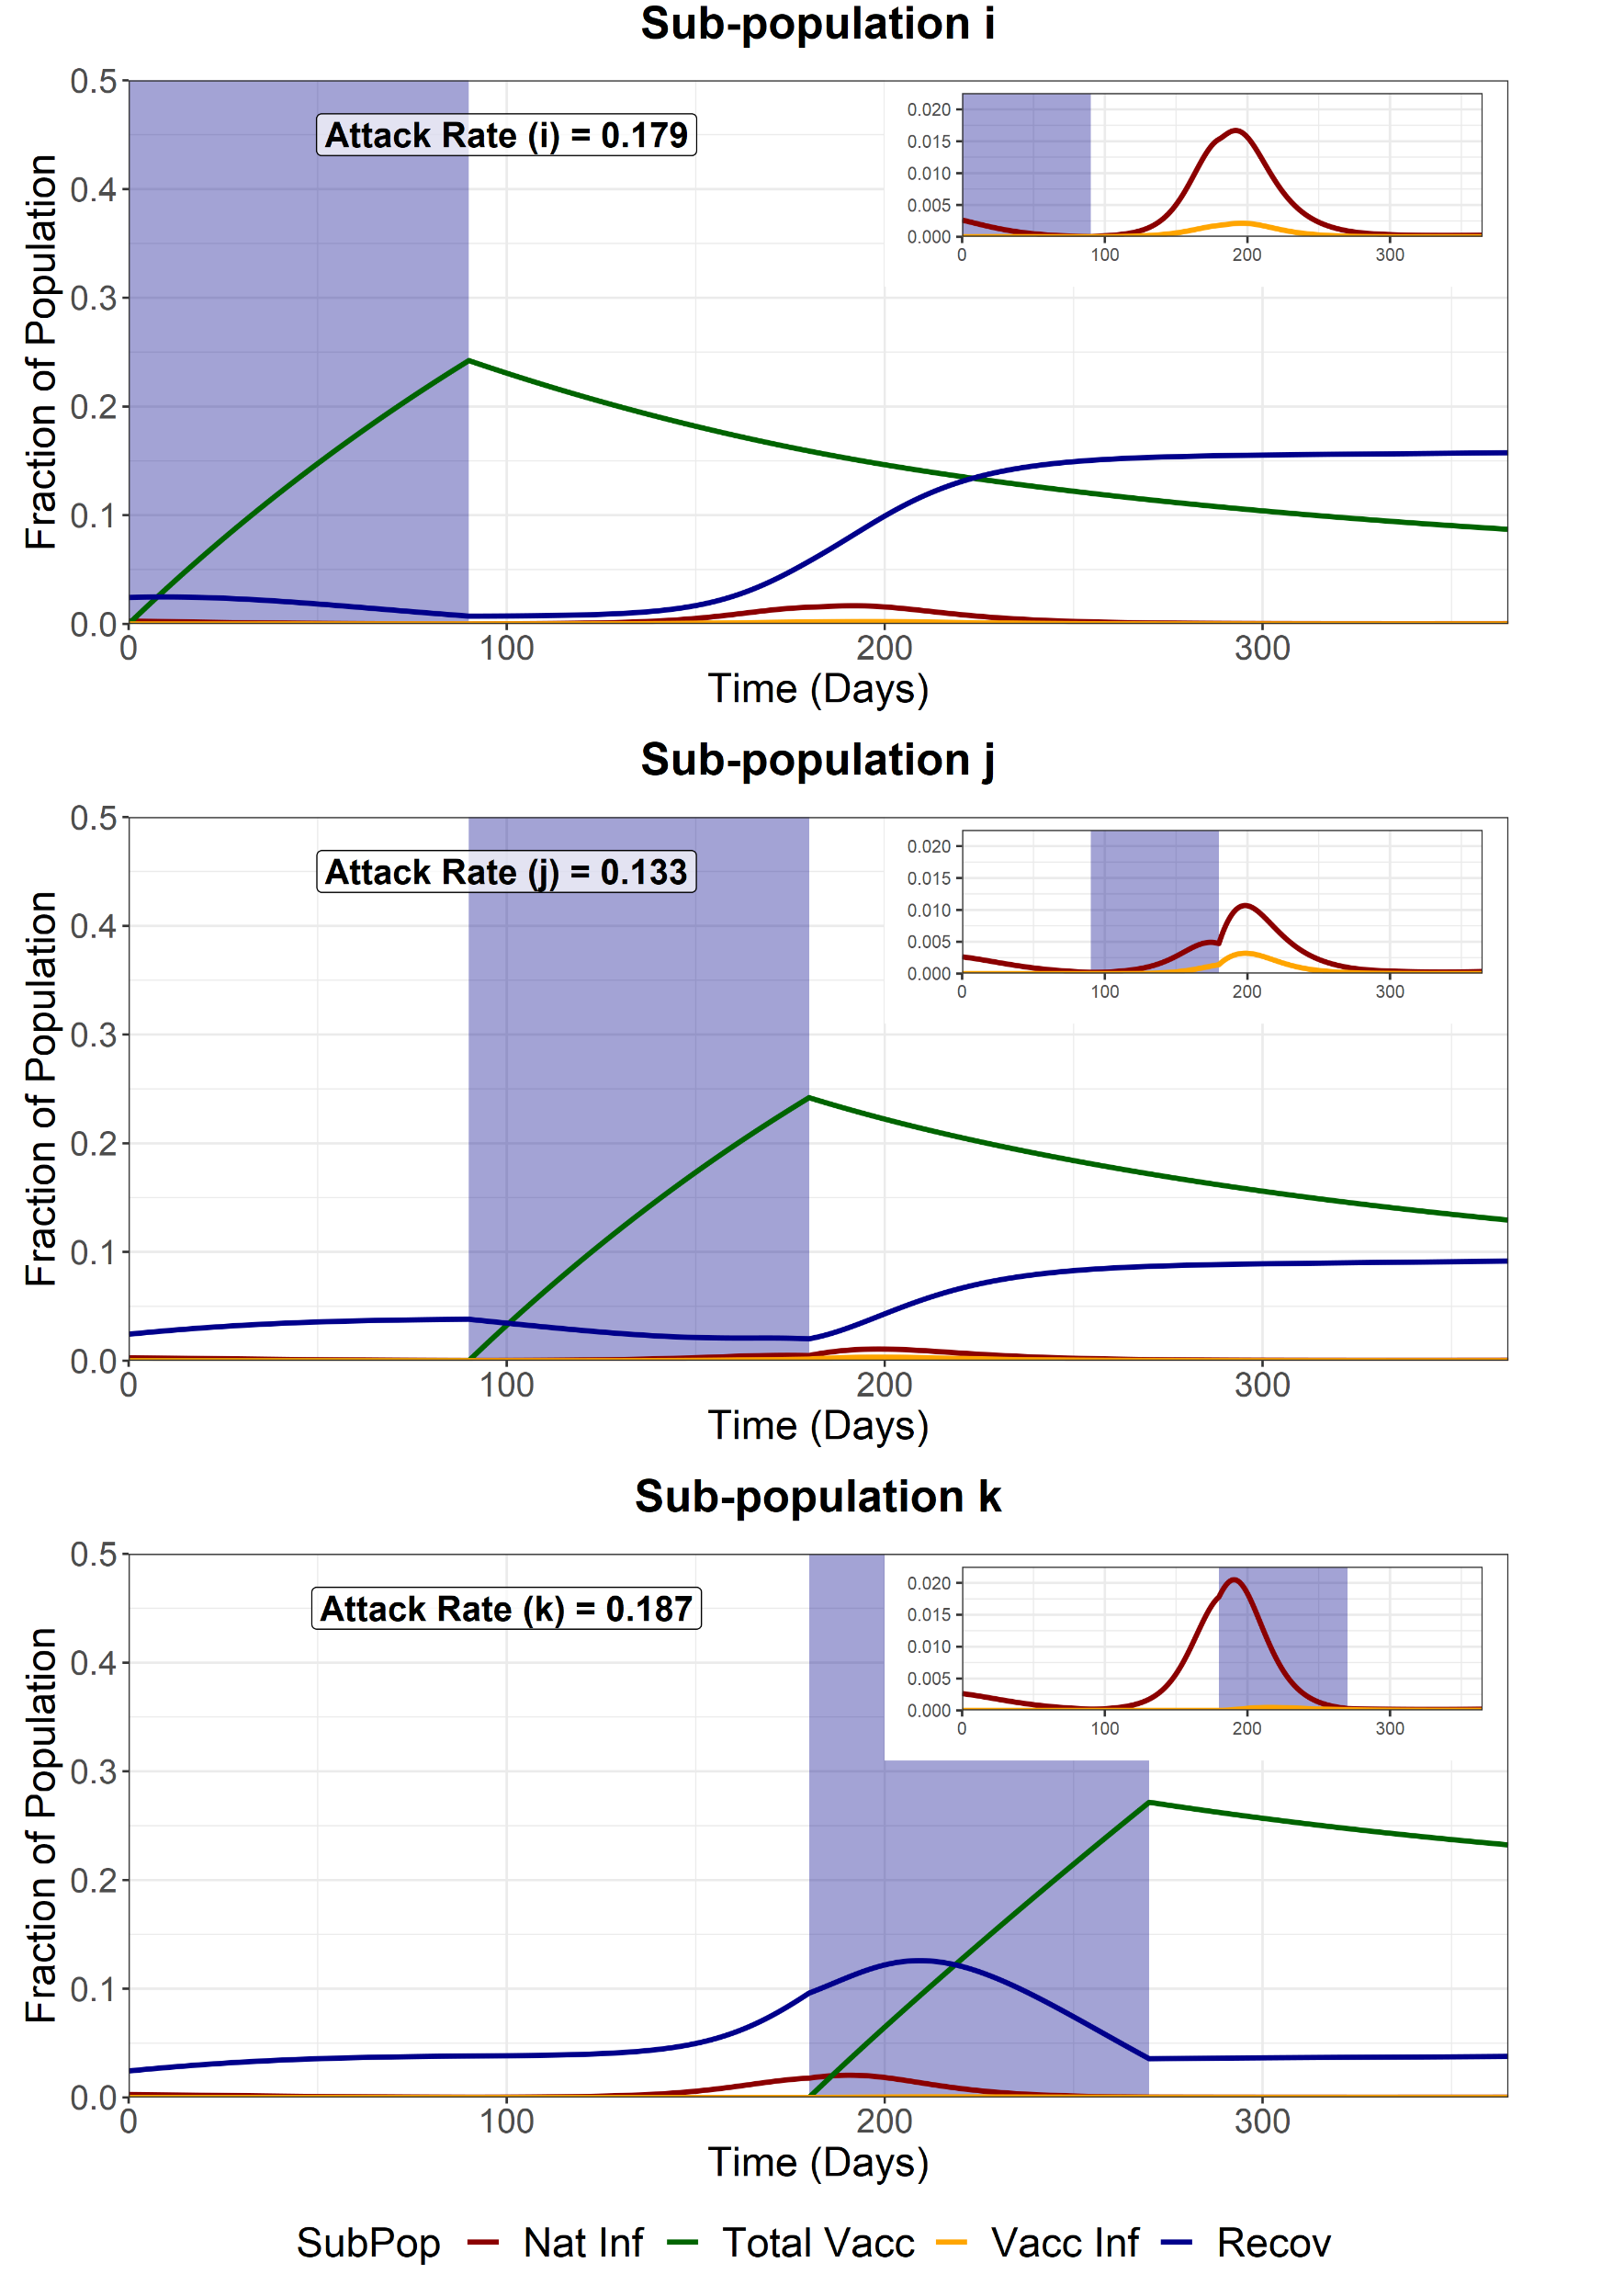 Sub-population i
Fraction of Population
0.5
0.4
0.3
0.2
0.1
0.0
Attack Rate (i) = 0.179
0.020
0.015
0.010
0.005
0.000
0 100 200 300
0 100 200 300
Time (Days)
Sub-population j
Fraction of Population
0.5
0.4
0.3
0.2
0.1
0.0
Attack Rate (j) = 0.133
0.020
0.015
0.010
0.005
0.000
0 100 200 300
0 100 200 300
Time (Days)
Sub-population k
Fraction of Population
0.5
0.4
0.3
0.2
0.1
0.0
Attack Rate (k) = 0.187
0.020
0.015
0.010
0.005
0.000
0 100 200 300
0 100 200 300
Time (Days)
SubPop Nat Inf Total Vacc Vacc Inf Recov